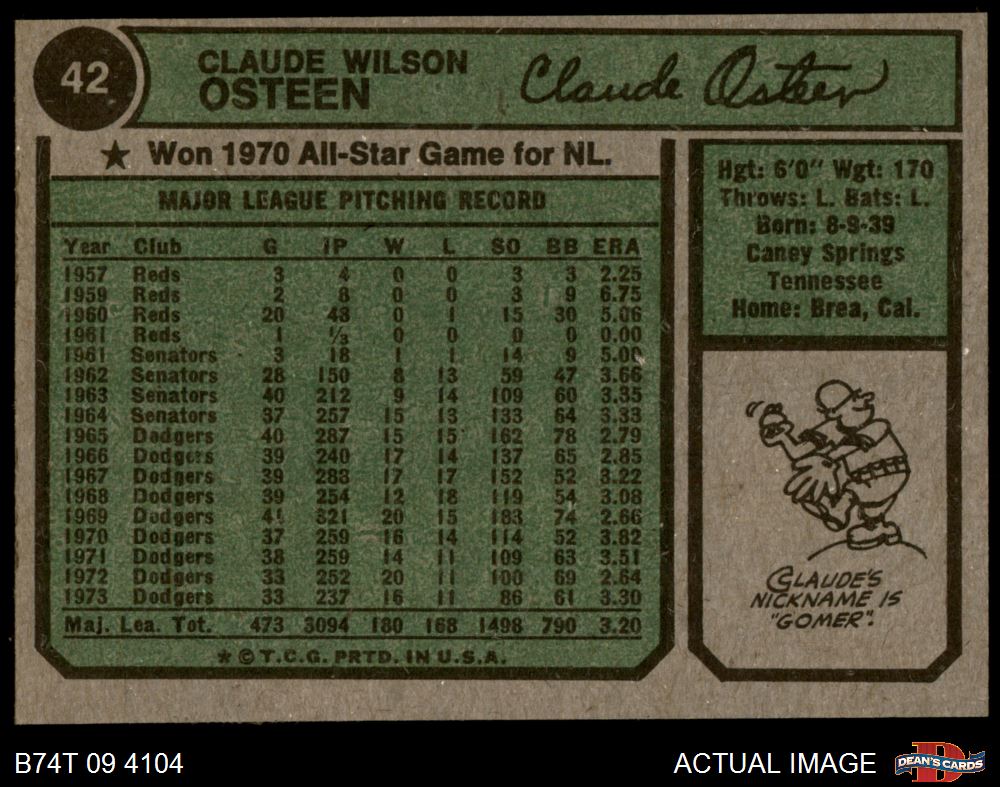 42
CLAUDE WILSON
OSTEEN
Claude Osteen
★ Won 1970 All-Star Game for NL.
MAJOR LEAGUE PITCHING RECORD
Year Club G IP W L SO BB ERA
1957 Reds 3 4 0 0 3 3 2.25
1959 Reds 2 8 0 0 3 9 6.75
1960 Reds 20 48 0 1 15 30 5.06
1961 Reds 1 ⅓ 0 0 0 0 0.00
1961 Senators 3 18 1 1 14 9 5.00
1962 Senators 28 150 8 13 59 47 3.66
1963 Senators 40 212 9 14 109 60 3.35
1964 Senators 37 257 15 13 133 64 3.33
1965 Dodgers 40 287 15 15 162 78 2.79
1966 Dodgers 39 240 17 14 137 65 2.85
1967 Dodgers 39 288 17 17 152 52 3.22
1968 Dodgers 39 254 12 18 119 54 3.08
1969 Dodgers 41 321 20 15 183 74 2.66
1970 Dodgers 37 259 16 14 114 52 3.82
1971 Dodgers 38 259 14 11 109 63 3.51
1972 Dodgers 33 252 20 11 100 69 2.64
1973 Dodgers 33 237 16 11 86 61 3.30
Maj. Lea. Tot. 473 3094 180 168 1498 790 3.20
★ © T.C.G. PRTD. IN U.S.A.
Hgt: 6'0" Wgt: 170
Throws: L. Bats: L.
Born: 8-9-39
Caney Springs
Tennessee
Home: Brea, Cal.
CLAUDE'S
NICKNAME IS
"GOMER".
B74T 09 4104
ACTUAL IMAGE
DEAN'S CARDS